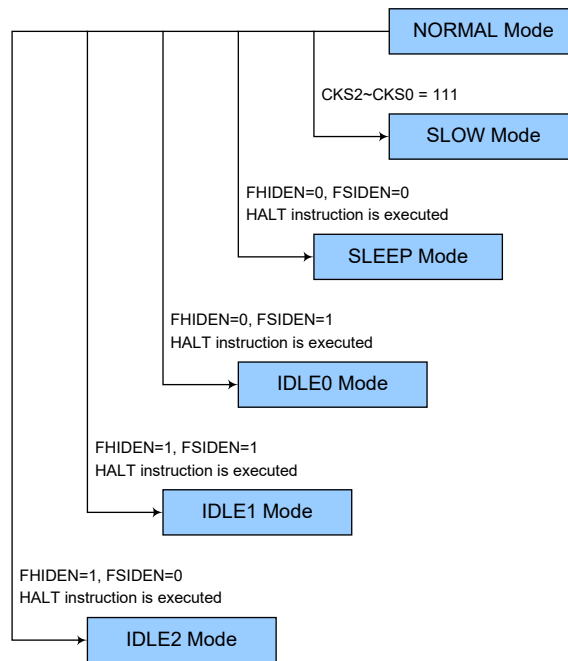 NORMAL Mode
CKS2~CKS0 = 111
SLOW Mode
FHIDEN=0, FSIDEN=0
HALT instruction is executed
SLEEP Mode
FHIDEN=0, FSIDEN=1
HALT instruction is executed
IDLE0 Mode
FHIDEN=1, FSIDEN=1
HALT instruction is executed
IDLE1 Mode
FHIDEN=1, FSIDEN=0
HALT instruction is executed
IDLE2 Mode